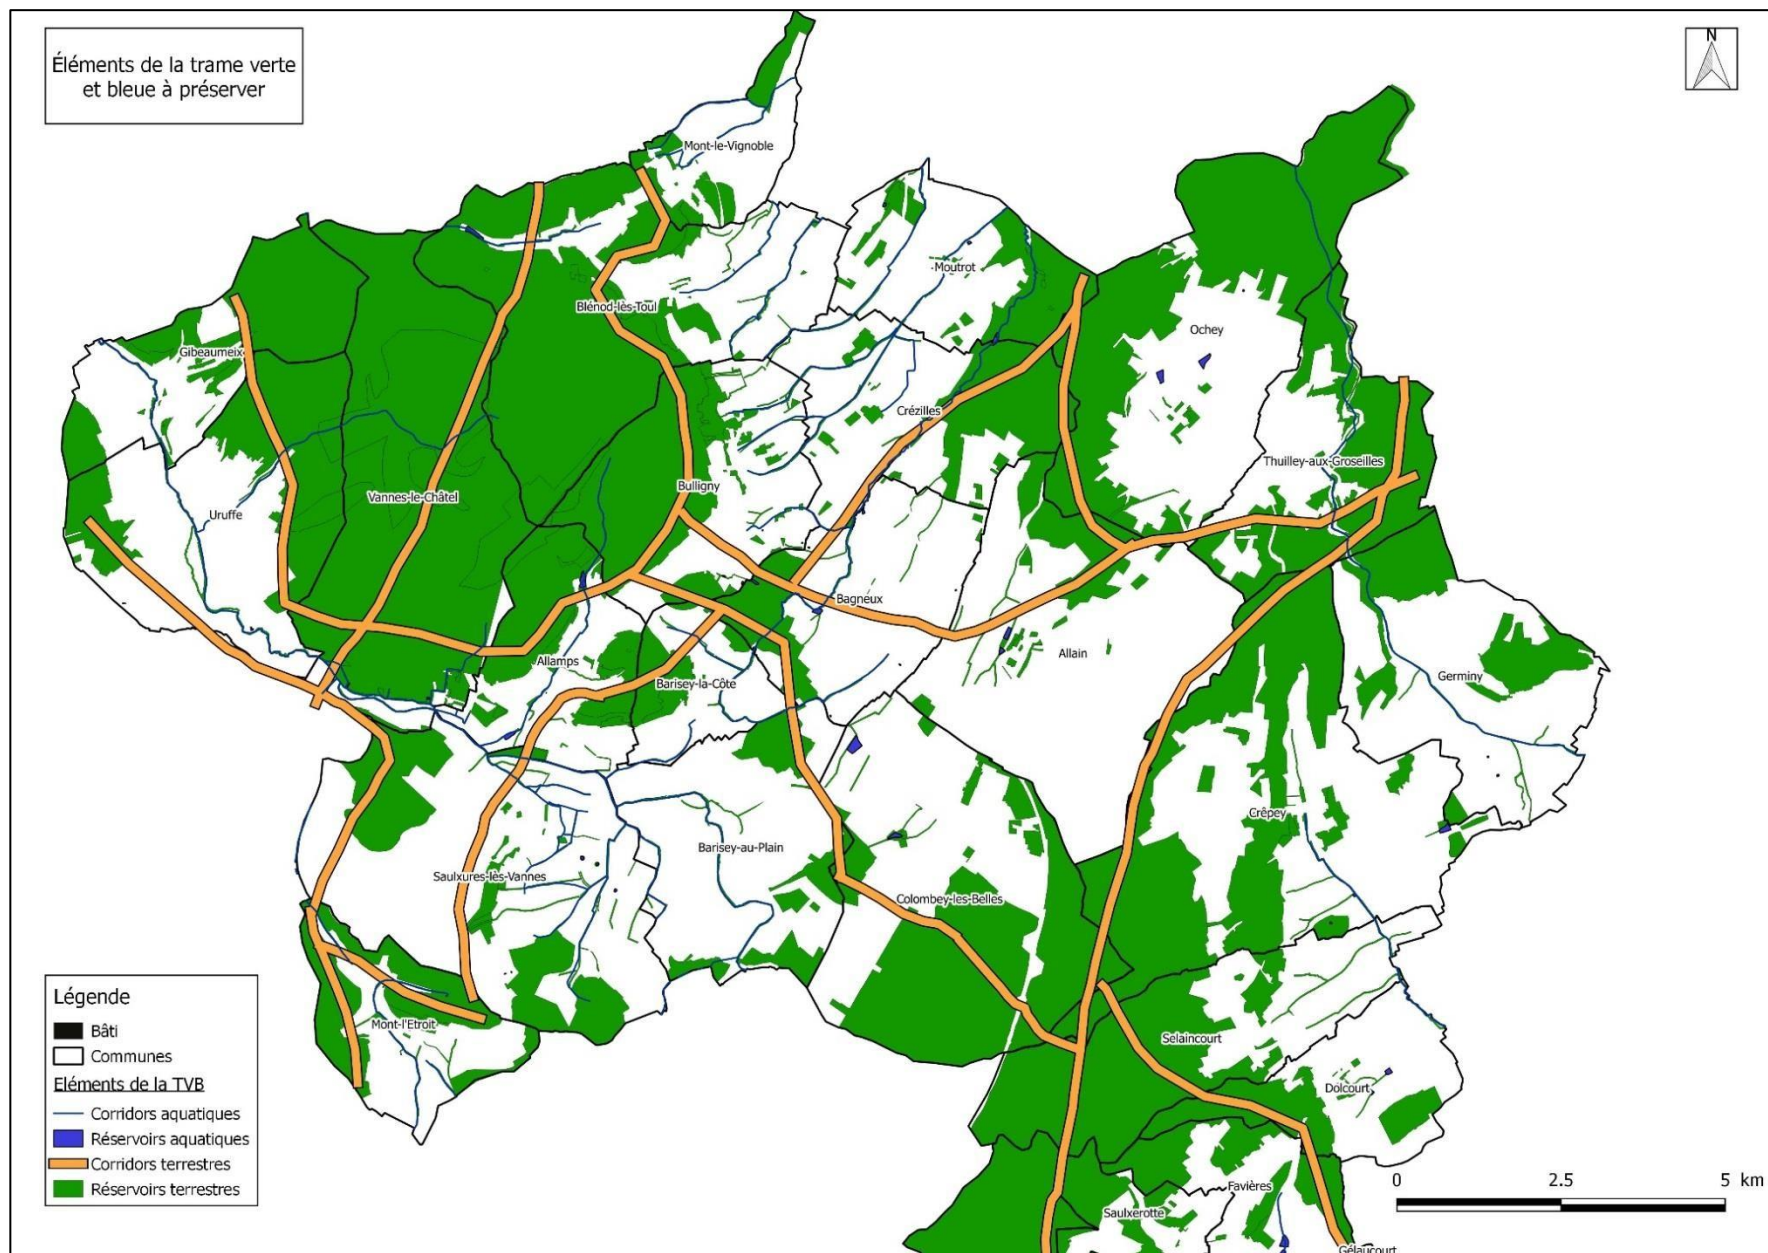 Éléments de la trame verte
et bleue à préserver
N
Mont-le-Vignoble
Moutrot
Blénod-lès-Toul
Ochey
Gibeaumeix
Crézilles
Thuilley-aux-Groseilles
Bulligny
Vannes-le-Châtel
Uruffe
Bagneux
Allain
Allamps
Barisey-la-Côte
Germiny
Crêpey
Barisey-au-Plain
Saulxures-lès-Vannes
Colombey-les-Belles
Mont-l'Etroit
Selaincourt
Dolcourt
Favières
Saulxerotte
Gélaucourt
Légende
Bâti
Communes
Eléments de la TVB
Corridors aquatiques
Réservoirs aquatiques
Corridors terrestres
Réservoirs terrestres
0 2.5 5 km